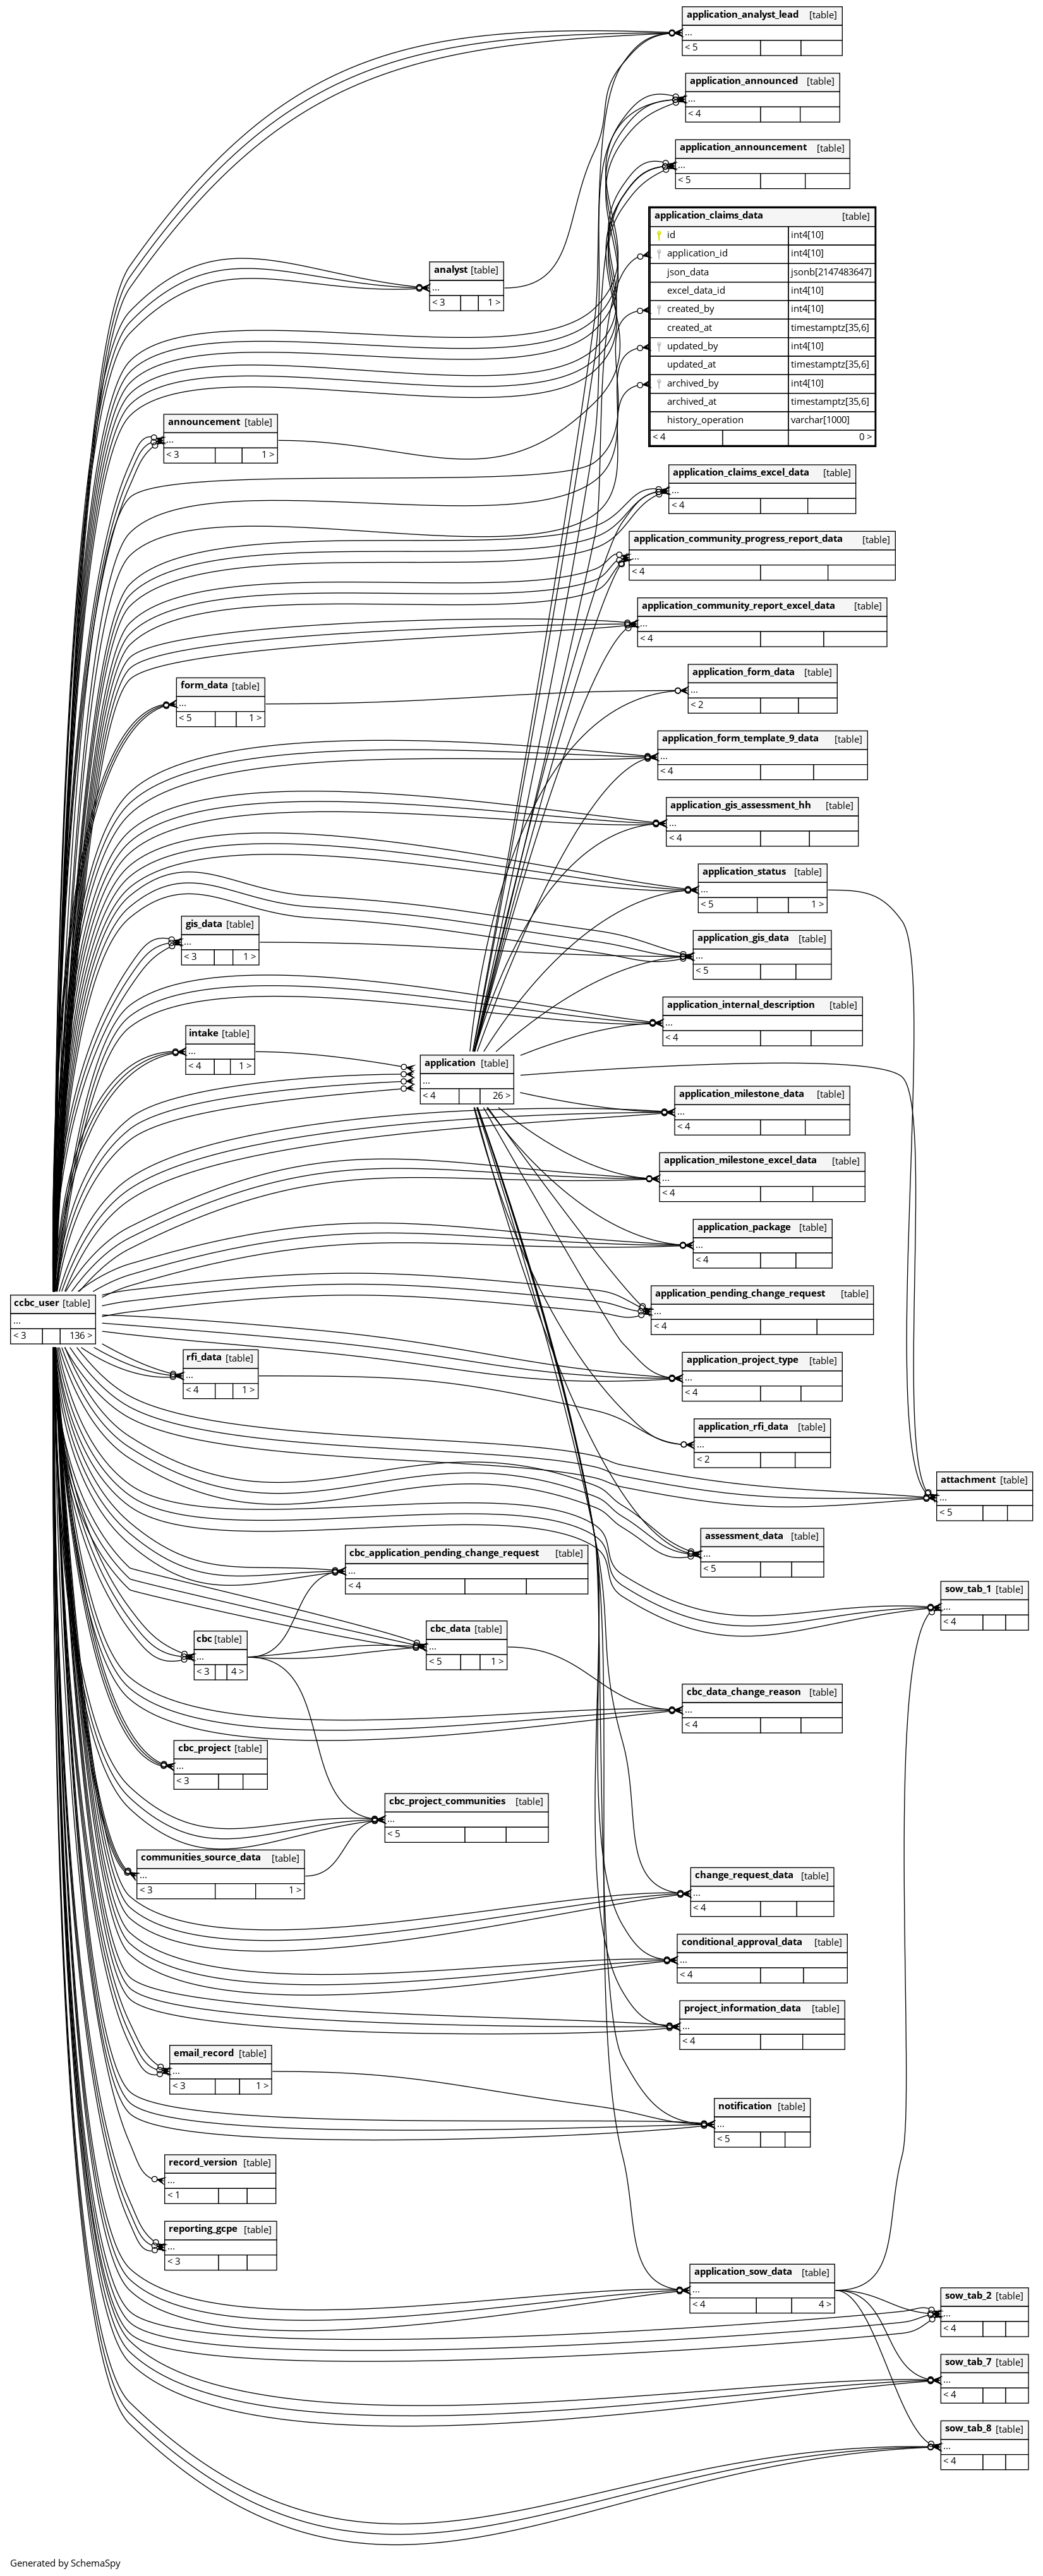 application_analyst_lead [table]
...
< 5
application_announced [table]
...
< 4
application_announcement [table]
...
< 5
application_claims_data [table]
id int4[10]
application_id int4[10]
json_data jsonb[2147483647]
excel_data_id int4[10]
created_by int4[10]
created_at timestamptz[35,6]
updated_by int4[10]
updated_at timestamptz[35,6]
archived_by int4[10]
archived_at timestamptz[35,6]
history_operation varchar[1000]
< 4 0 >
analyst [table]
...
< 3 1 >
announcement [table]
...
< 3 1 >
application_claims_excel_data [table]
...
< 4
application_community_progress_report_data [table]
...
< 4
application_community_report_excel_data [table]
...
< 4
application_form_data [table]
...
< 2
form_data [table]
...
< 5 1 >
application_form_template_9_data [table]
...
< 4
application_gis_assessment_hh [table]
...
< 4
application_status [table]
...
< 5 1 >
gis_data [table]
...
< 3 1 >
application_gis_data [table]
...
< 5
application_internal_description [table]
...
< 4
intake [table]
...
< 4 1 >
application [table]
...
< 4 26 >
application_milestone_data [table]
...
< 4
application_milestone_excel_data [table]
...
< 4
application_package [table]
...
< 4
application_pending_change_request [table]
...
< 4
ccbc_user [table]
...
< 3 136 >
rfi_data [table]
...
< 4 1 >
application_project_type [table]
...
< 4
application_rfi_data [table]
...
< 2
attachment [table]
...
< 5
assessment_data [table]
...
< 5
cbc_application_pending_change_request [table]
...
< 4
sow_tab_1 [table]
...
< 4
cbc [table]
...
< 3 4 >
cbc_data [table]
...
< 5 1 >
cbc_data_change_reason [table]
...
< 4
cbc_project [table]
...
< 3
cbc_project_communities [table]
...
< 5
communities_source_data [table]
...
< 3 1 >
change_request_data [table]
...
< 4
conditional_approval_data [table]
...
< 4
project_information_data [table]
...
< 4
email_record [table]
...
< 3 1 >
notification [table]
...
< 5
record_version [table]
...
< 1
reporting_gcpe [table]
...
< 3
application_sow_data [table]
...
< 4 4 >
sow_tab_2 [table]
...
< 4
sow_tab_7 [table]
...
< 4
sow_tab_8 [table]
...
< 4
Generated by SchemaSpy